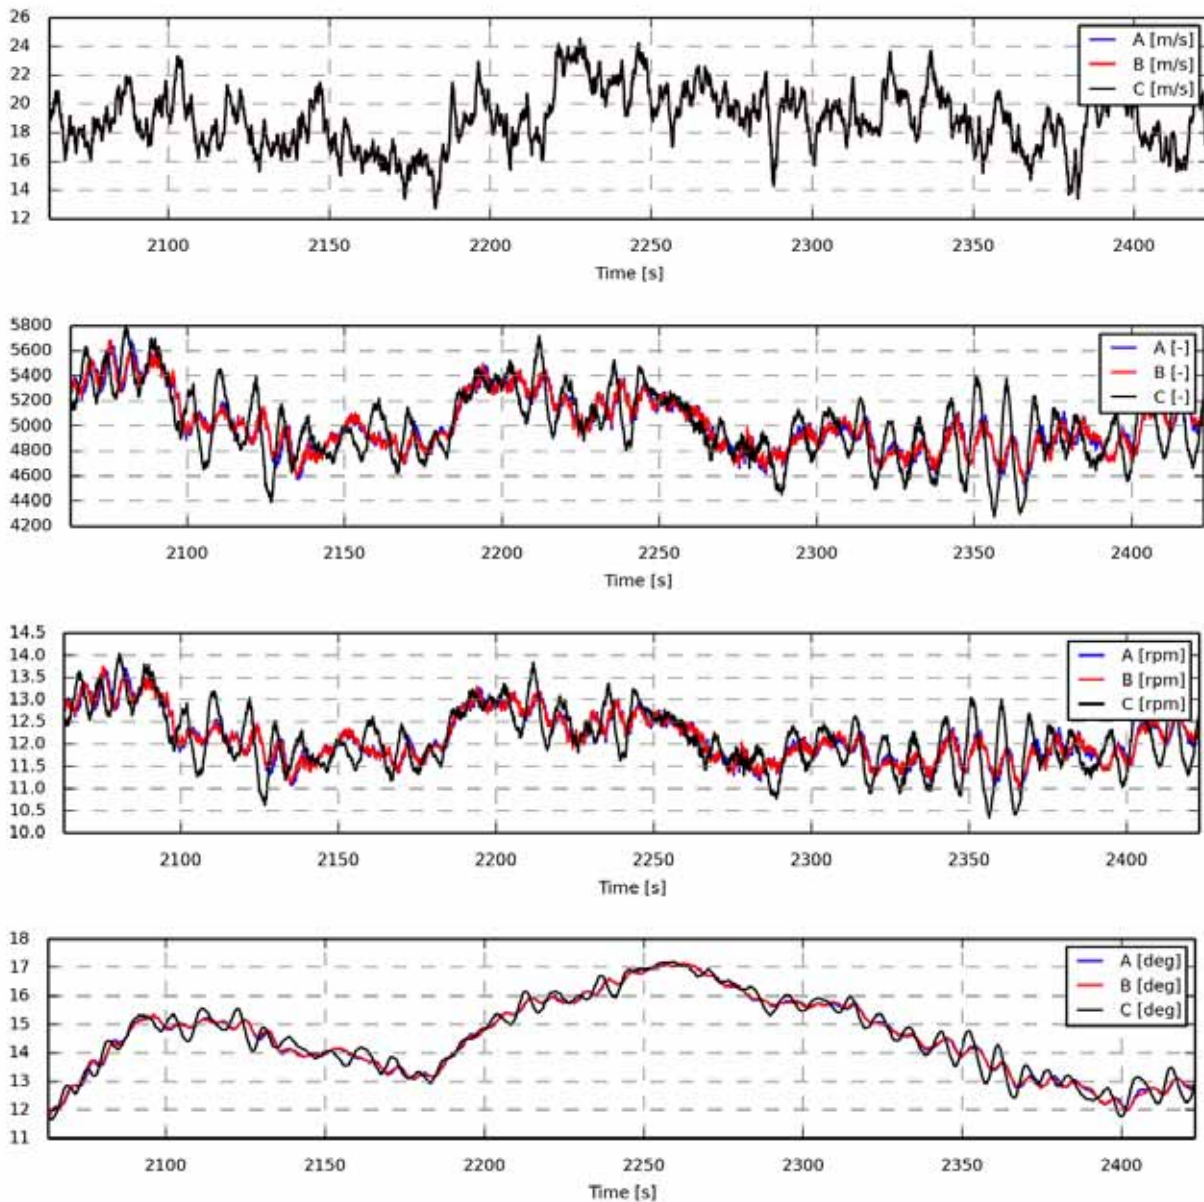 26
24
22
20
18
16
14
12
A [m/s]
B [m/s]
C [m/s]
2100 2150 2200 2250 2300 2350 2400
Time [s]
5800
5600
5400
5200
5000
4800
4600
4400
4200
A [-]
B [-]
C [-]
2100 2150 2200 2250 2300 2350 2400
Time [s]
14.5
14.0
13.5
13.0
12.5
12.0
11.5
11.0
10.5
10.0
A [rpm]
B [rpm]
C [rpm]
2100 2150 2200 2250 2300 2350 2400
Time [s]
18
17
16
15
14
13
12
11
A [deg]
B [deg]
C [deg]
2100 2150 2200 2250 2300 2350 2400
Time [s]